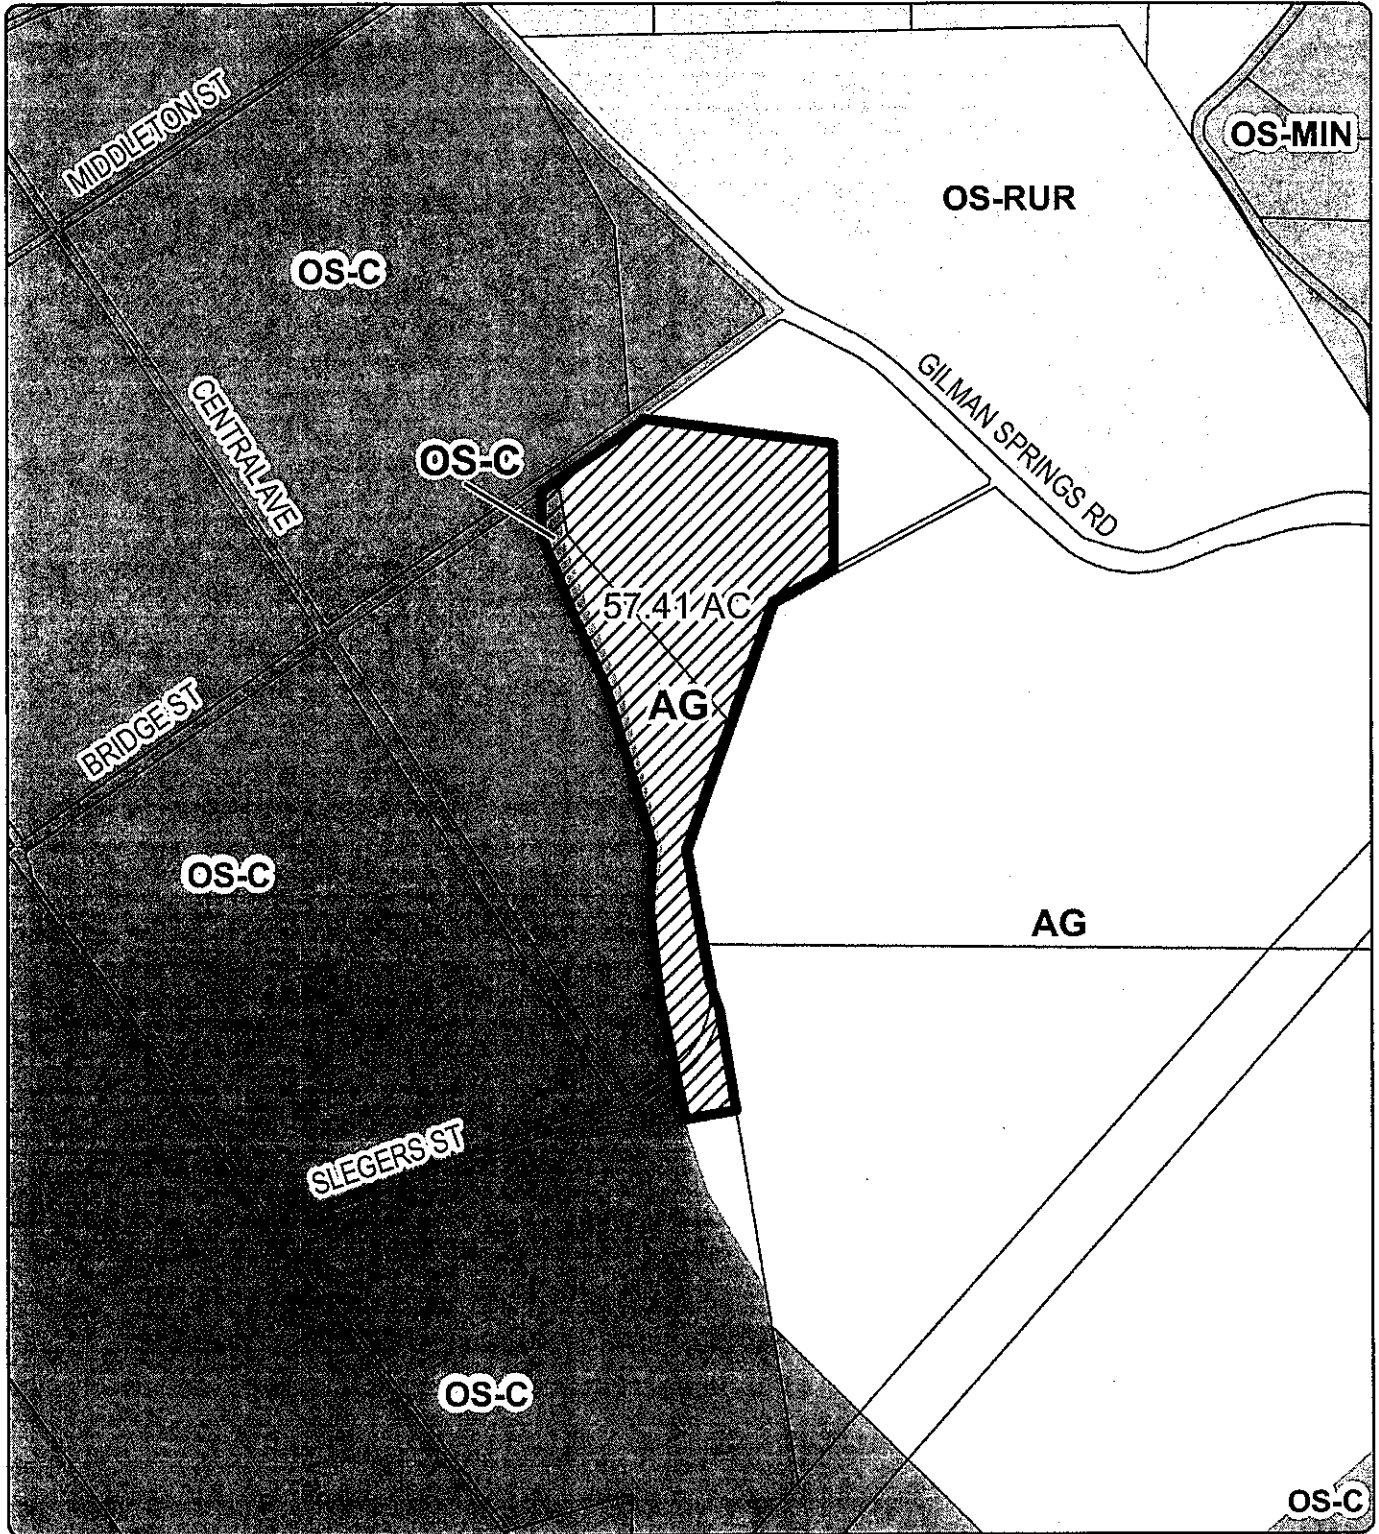 MIDDLETON ST
OS-MIN
OS-RUR
OS-C
GILMAN SPRINGS RD
CENTRAL AVE
OS-C
57.41 AC
AG
BRIDGE ST
OS-C
AG
SLEGERS ST
OS-C
OS-C